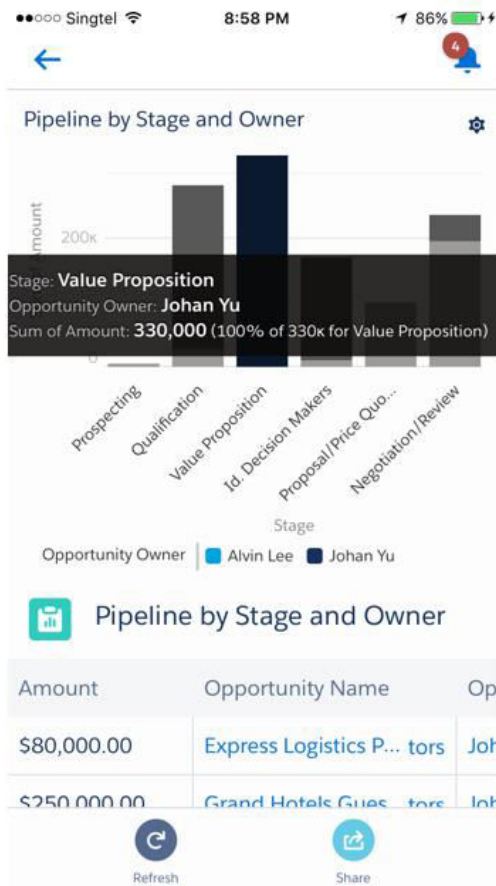 ●●○○○ Singtel 8:58 PM 86%
4
Pipeline by Stage and Owner
Amount
200K
Stage: Value Proposition
Opportunity Owner: Johan Yu
Sum of Amount: 330,000 (100% of 330K for Value Proposition)
0
Prospecting
Qualification
Value Proposition
Id. Decision Makers
Proposal/Price Quo...
Negotiation/Review
Stage
Opportunity Owner Alvin Lee Johan Yu
Pipeline by Stage and Owner
Amount Opportunity Name Op
$80,000.00 Express Logistics P... tors Joh
$250,000.00 Grand Hotels Gues tors Joh
Refresh Share